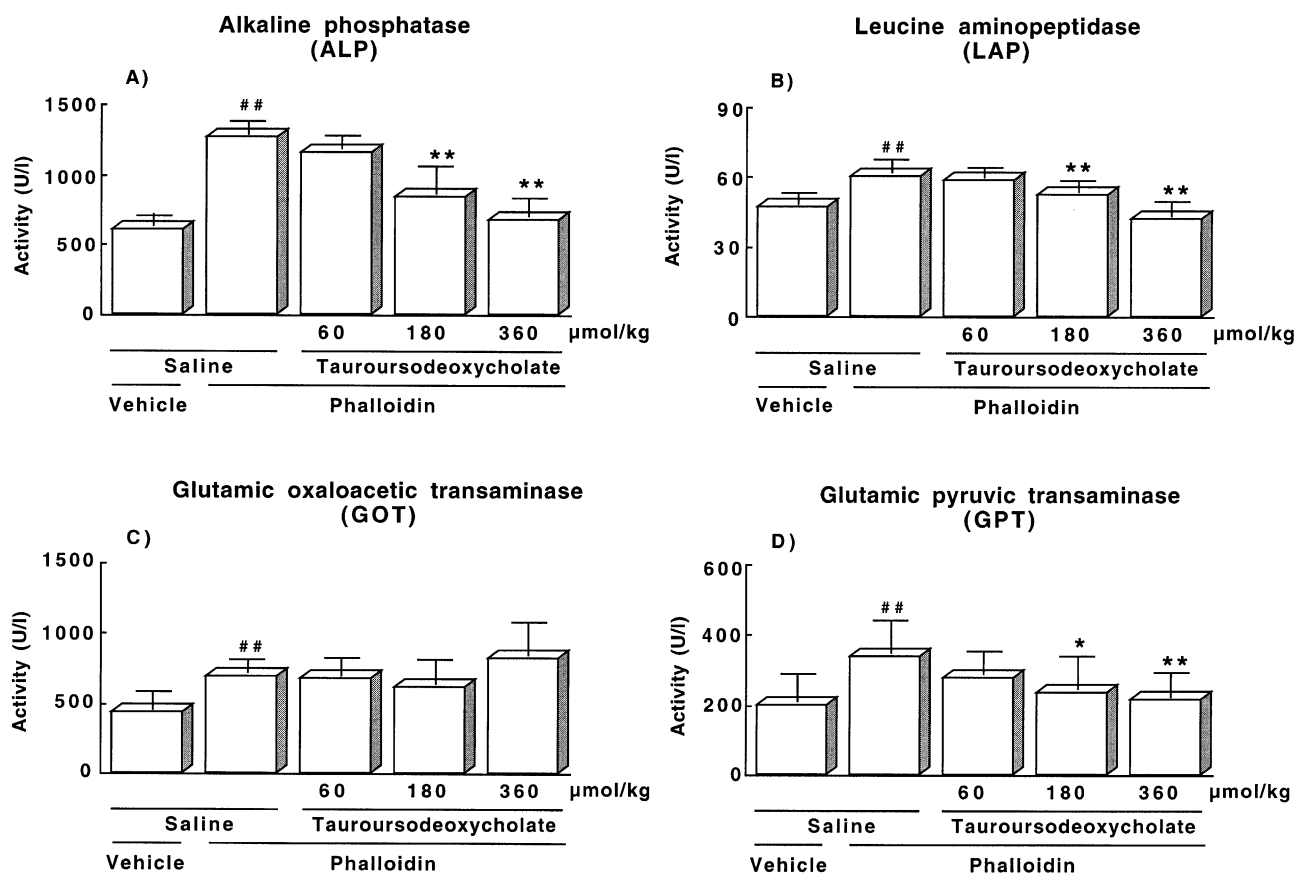 Alkaline phosphatase
(ALP)
A)
##
**
**
1500
1000
500
0
Activity (U/l)
60 180 360 μmol/kg
Saline Tauroursodeoxycholate
Vehicle Phalloidin
Leucine aminopeptidase
(LAP)
B)
##
**
**
90
60
30
0
Activity (U/l)
60 180 360 μmol/kg
Saline Tauroursodeoxycholate
Vehicle Phalloidin
Glutamic oxaloacetic transaminase
(GOT)
C)
##
1500
1000
500
0
Activity (U/l)
60 180 360 μmol/kg
Saline Tauroursodeoxycholate
Vehicle Phalloidin
Glutamic pyruvic transaminase
(GPT)
D)
##
*
**
600
400
200
0
Activity (U/l)
60 180 360 μmol/kg
Saline Tauroursodeoxycholate
Vehicle Phalloidin